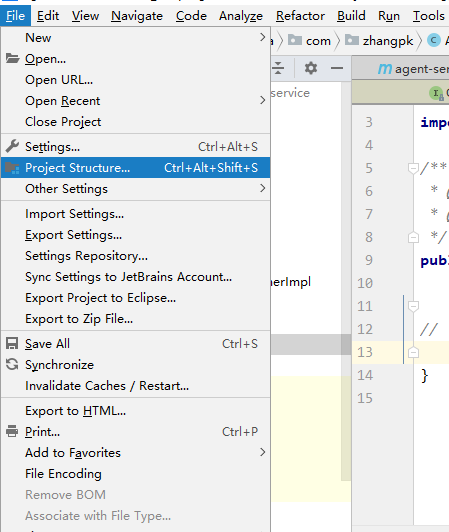 File Edit View Navigate Code Analyze Refactor Build Run Tools
New
Open...
Open URL...
Open Recent
Close Project
Settings... Ctrl+Alt+S
Project Structure... Ctrl+Alt+Shift+S
Other Settings
Import Settings...
Export Settings...
Settings Repository...
Sync Settings to JetBrains Account...
Export Project to Eclipse...
Export to Zip File...
Save All Ctrl+S
Synchronize
Invalidate Caches / Restart...
Export to HTML...
Print... Ctrl+P
Add to Favorites
File Encoding
Remove BOM
Associate with File Type...
a com zhangpk A
m agent-ser
service
I
nerImpl
3 impo
4
5 /**
6 *
7 *
8 */
9 publ
10
11
12 //
13
14 }
15